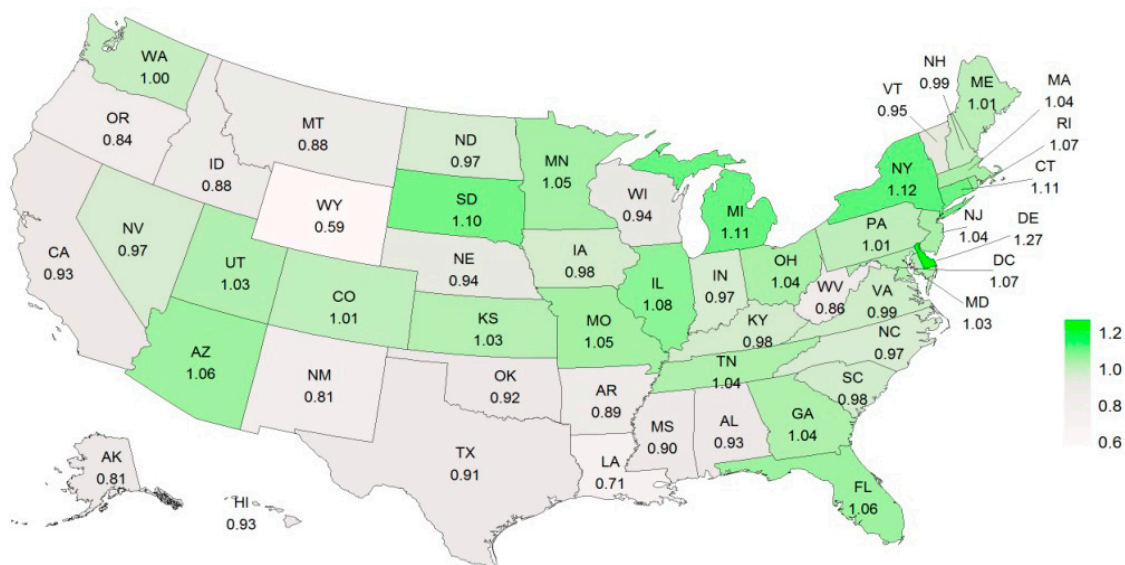 WA
1.00
OR
0.84
CA
0.93
NV
0.97
ID
0.88
MT
0.88
WY
0.59
UT
1.03
AZ
1.06
CO
1.01
NM
0.81
ND
0.97
SD
1.10
NE
0.94
KS
1.03
OK
0.92
TX
0.91
MN
1.05
IA
0.98
MO
1.05
AR
0.89
LA
0.71
WI
0.94
IL
1.08
MS
0.90
MI
1.11
IN
0.97
KY
0.98
TN
1.04
AL
0.93
OH
1.04
WV
0.86
VA
0.99
NC
0.97
SC
0.98
GA
1.04
FL
1.06
PA
1.01
NY
1.12
VT
0.95
NH
0.99
ME
1.01
MA
1.04
RI
1.07
CT
1.11
NJ
1.04
DE
1.27
DC
1.07
MD
1.03
AK
0.81
HI
0.93
1.2
1.0
0.8
0.6